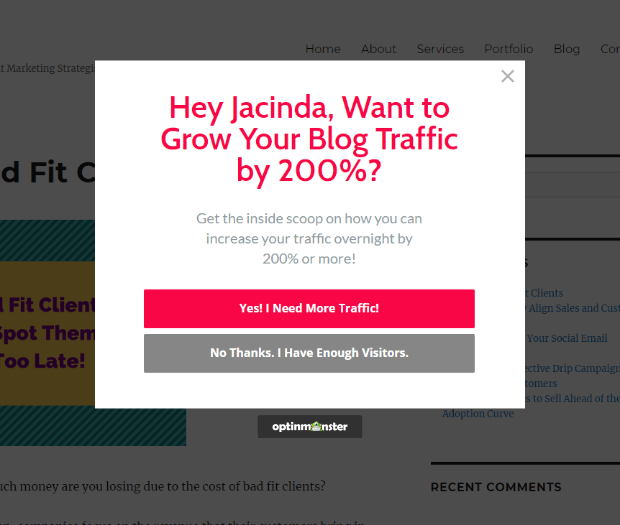 Home About Services Portfolio Blog
t Marketing Strategi
Hey Jacinda, Want to
Grow Your Blog Traffic
by 200%?
d Fit C
Get the inside scoop on how you can
increase your traffic overnight by
200% or more!
Yes! I Need More Traffic!
No Thanks. I Have Enough Visitors.
optinmonster
d Fit Client
Spot Them
Too Late!
t Clients
Align Sales and Cust
Your Social Email
ective Drip Campaign
tomers
s to Sell Ahead of the
Adoption Curve
uch money are you losing due to the cost of bad fit clients?
RECENT COMMENTS